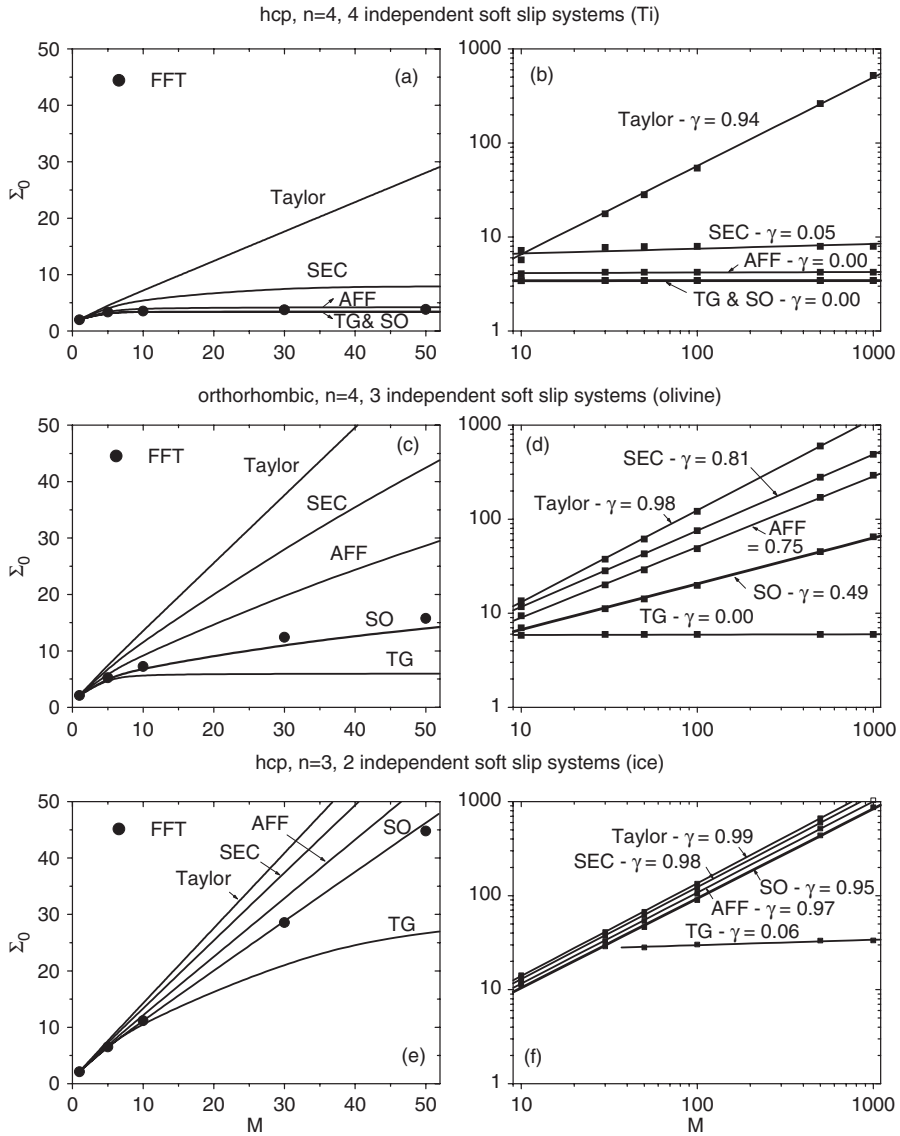 hcp, n=4, 4 independent soft slip systems (Ti)
50
40
30
20
10
0
Σ0
FFT
(a)
Taylor
SEC
AFF
TG& SO
0 10 20 30 40 50
1000
100
10
1
(b)
Taylor - γ = 0.94
SEC - γ = 0.05
AFF - γ = 0.00
TG & SO - γ = 0.00
10 100 1000
orthorhombic, n=4, 3 independent soft slip systems (olivine)
50
40
30
20
10
0
Σ0
FFT
(c)
Taylor
SEC
AFF
SO
TG
0 10 20 30 40 50
1000
100
10
1
(d)
SEC - γ = 0.81
Taylor - γ = 0.98
AFF
= 0.75
SO - γ = 0.49
TG - γ = 0.00
10 100 1000
hcp, n=3, 2 independent soft slip systems (ice)
50
40
30
20
10
0
Σ0
FFT
AFF
SO
SEC
Taylor
TG
(e)
0 10 20 30 40 50
M
1000
100
10
1
Taylor - γ = 0.99
SEC - γ = 0.98
SO - γ = 0.95
AFF - γ = 0.97
TG - γ = 0.06
(f)
10 100 1000
M